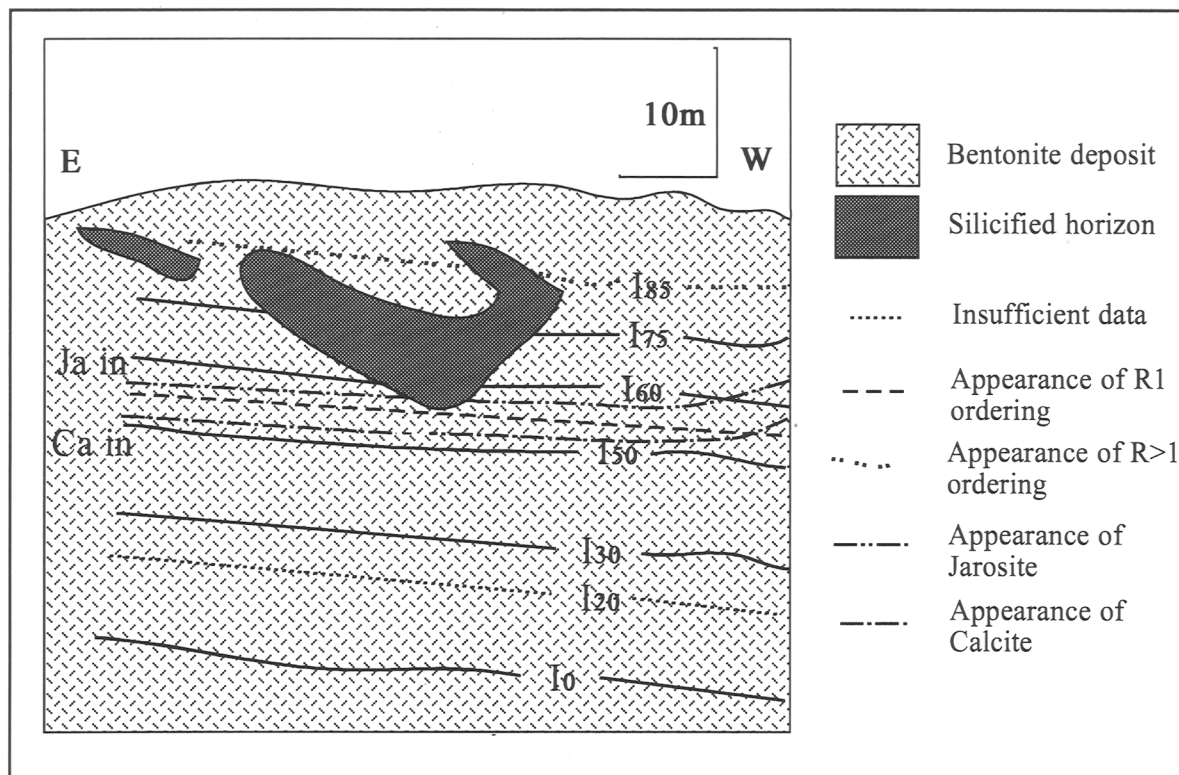 10m
E
W
I85
I75
Ja in
I60
Ca in
I50
I30
I20
I0
Bentonite deposit
Silicified horizon
Insufficient data
Appearance of R1
ordering
Appearance of R>1
ordering
Appearance of
Jarosite
Appearance of
Calcite